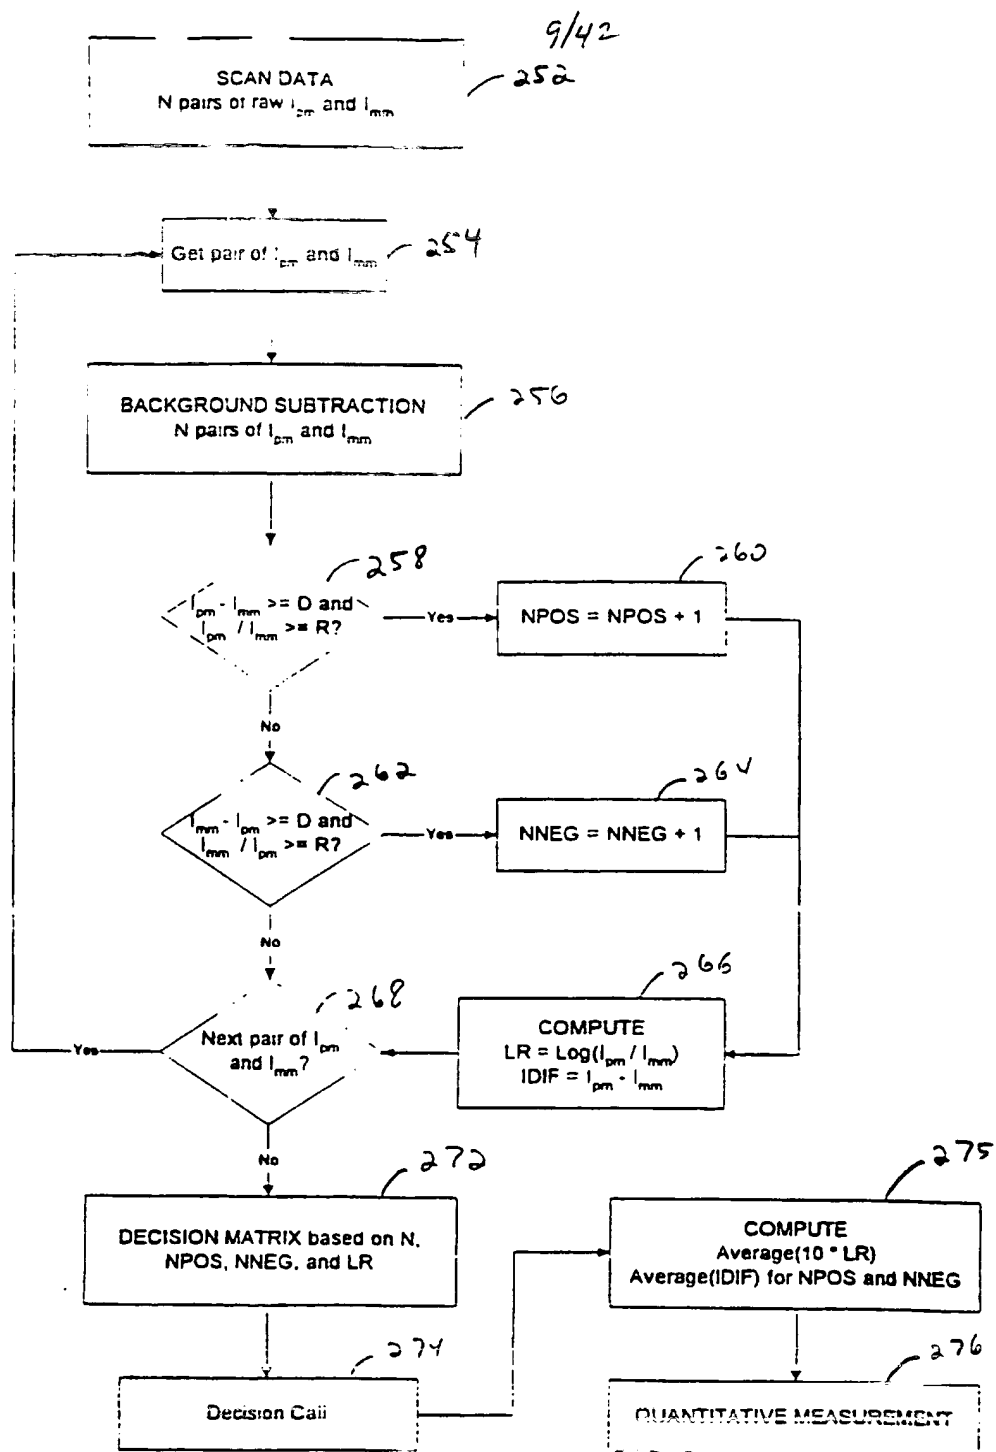 9/42
SCAN DATA
N pairs of raw I_pm and I_mm
252
Get pair of I_pm and I_mm
254
BACKGROUND SUBTRACTION
N pairs of I_pm and I_mm
256
258
I_pm - I_mm >= D and
I_pm / I_mm >= R?
Yes
260
NPOS = NPOS + 1
No
262
I_mm - I_pm >= D and
I_mm / I_pm >= R?
Yes
264
NNEG = NNEG + 1
No
268
Next pair of I_pm
and I_mm?
Yes
266
COMPUTE
LR = Log(I_pm / I_mm)
IDIF = I_pm - I_mm
No
272
DECISION MATRIX based on N,
NPOS, NNEG, and LR
275
COMPUTE
Average(10 * LR)
Average(IDIF) for NPOS and NNEG
274
Decision Call
276
QUANTITATIVE MEASUREMENT